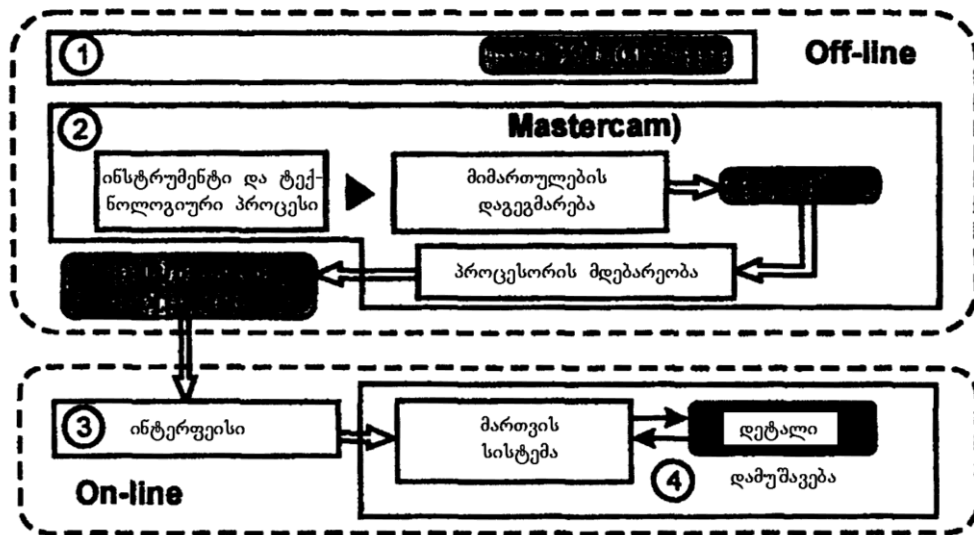 1
Off-line
2
Mastercam)
ინსტრუმენტი და ტექ-
ნოლოგიური პროცესი
მიმართულების
დაგეგმარება
პროცესორის მდებარეობა
3
ინტერფეისი
მართვის
სისტემა
დეტალი
4
დამუშავება
On-line